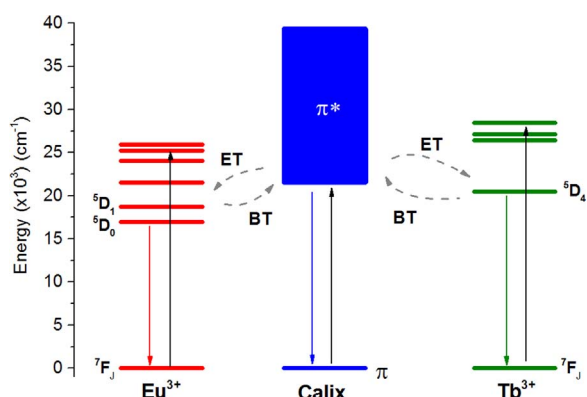 Energy (x10³) (cm⁻¹)
40
35
30
25
20
15
10
5
0
⁵D₁
⁵D₀
⁷F_J
Eu³⁺
ET
BT
π*
π
Calix
ET
BT
⁵D₄
⁷F_J
Tb³⁺